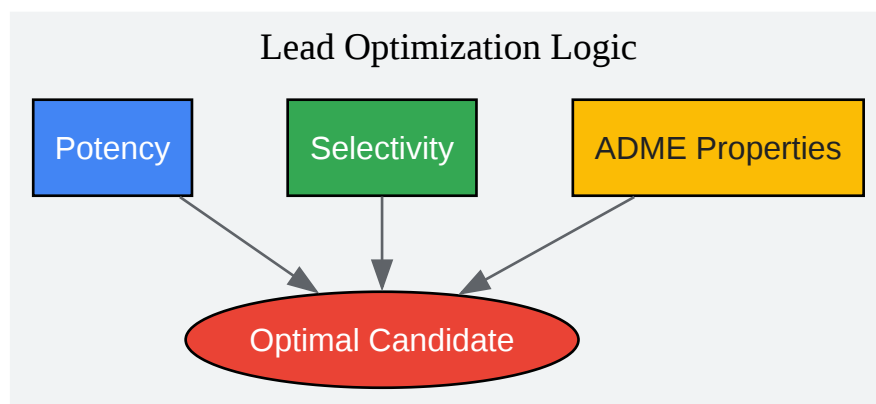 Lead Optimization Logic
Potency
Selectivity
ADME Properties
Optimal Candidate